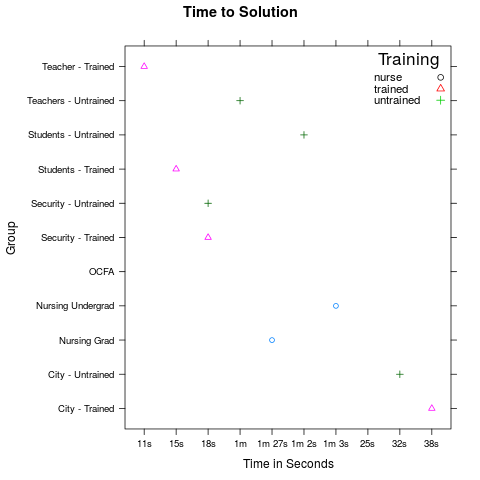 Time to Solution
Training
nurse
trained
untrained
Teacher - Trained
Teachers - Untrained
Students - Untrained
Students - Trained
Security - Untrained
Security - Trained
OCFA
Nursing Undergrad
Nursing Grad
City - Untrained
City - Trained
Group
11s 15s 18s 1m 1m 27s 1m 2s 1m 3s 25s 32s 38s
Time in Seconds